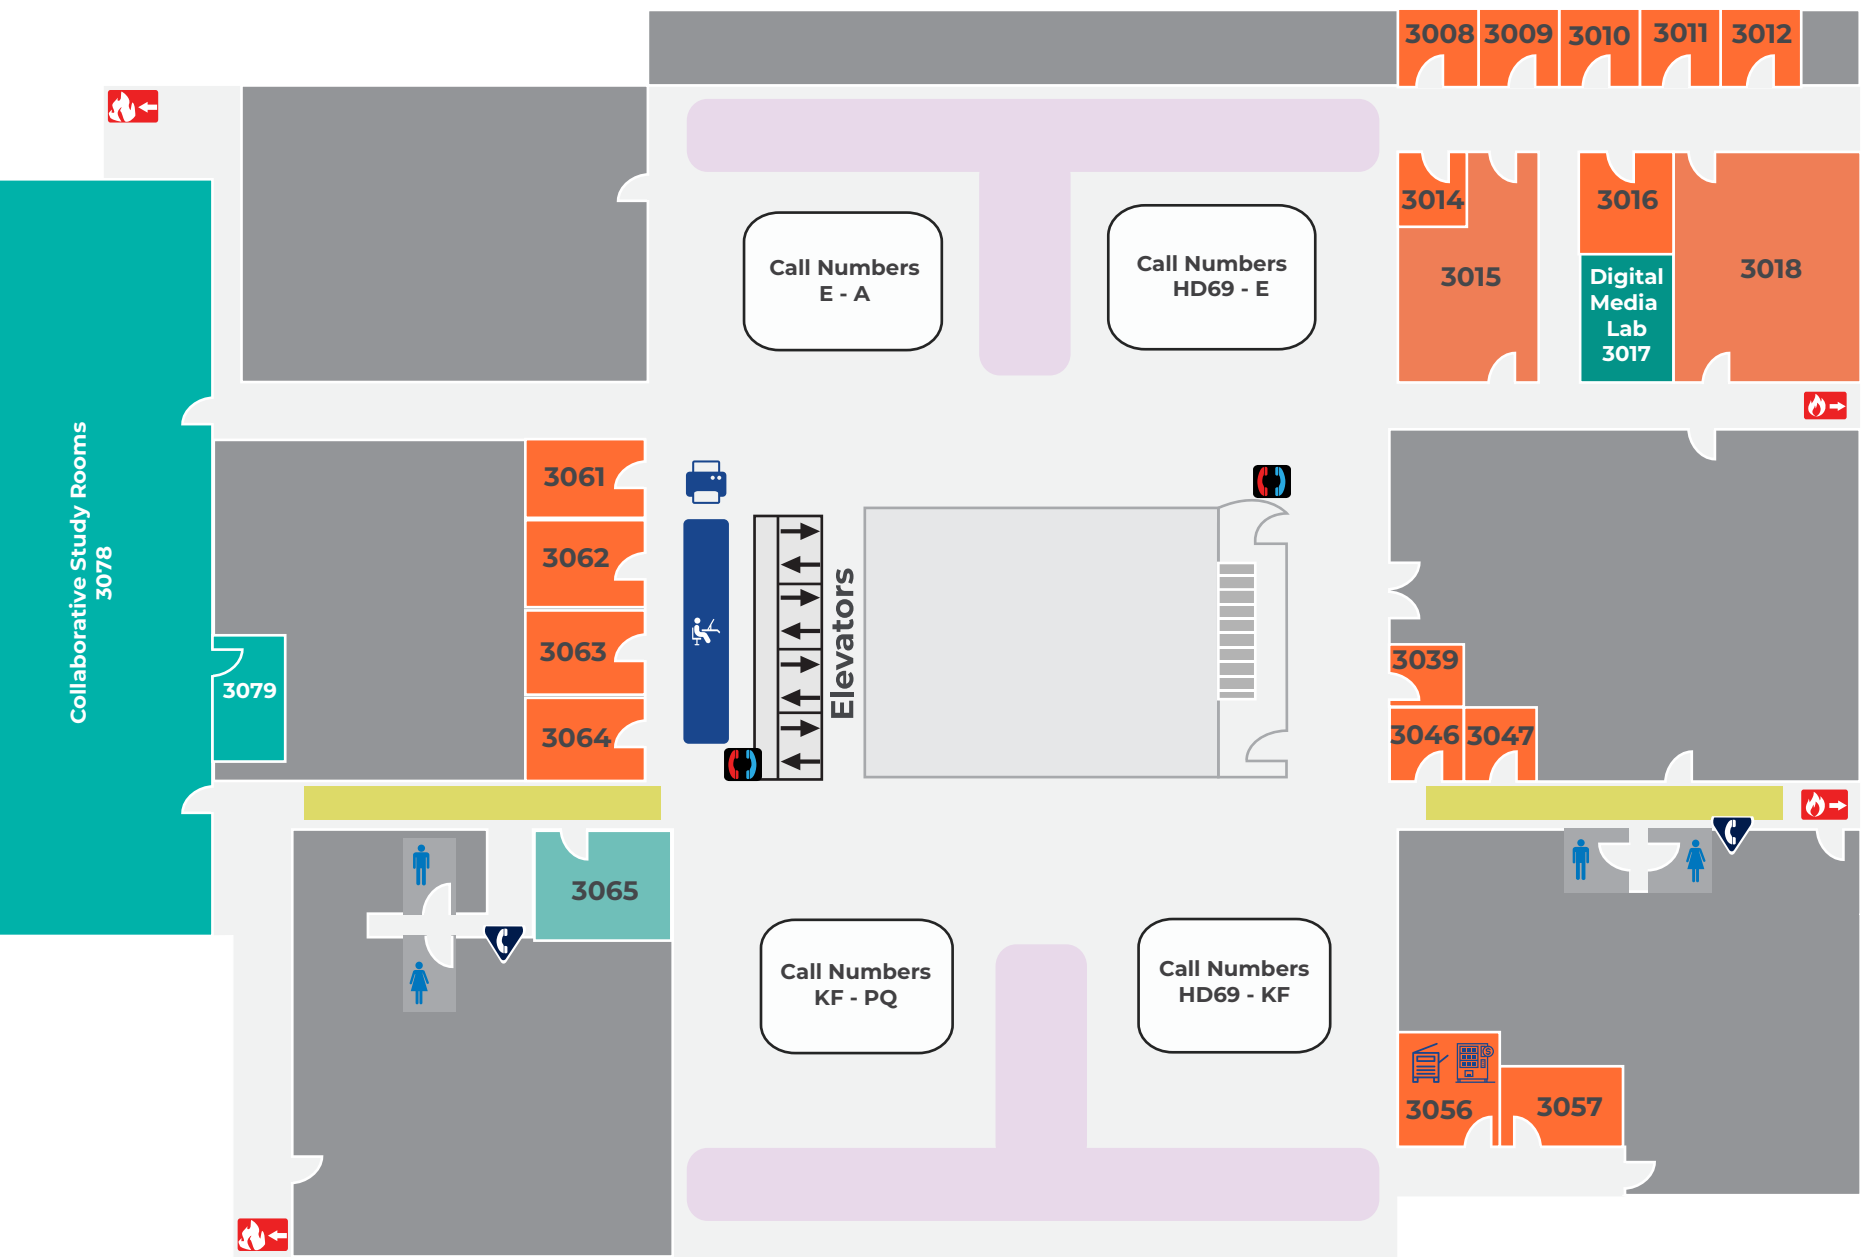 3008
3009
3010
3011
3012
3014
3015
3016
Digital
Media
Lab
3017
3018
Call Numbers
E - A
Call Numbers
HD69 - E
Collaborative Study Rooms
3078
3079
3061
3062
3063
3064
Elevators
3039
3046
3047
3065
Call Numbers
KF - PQ
Call Numbers
HD69 - KF
3056
3057